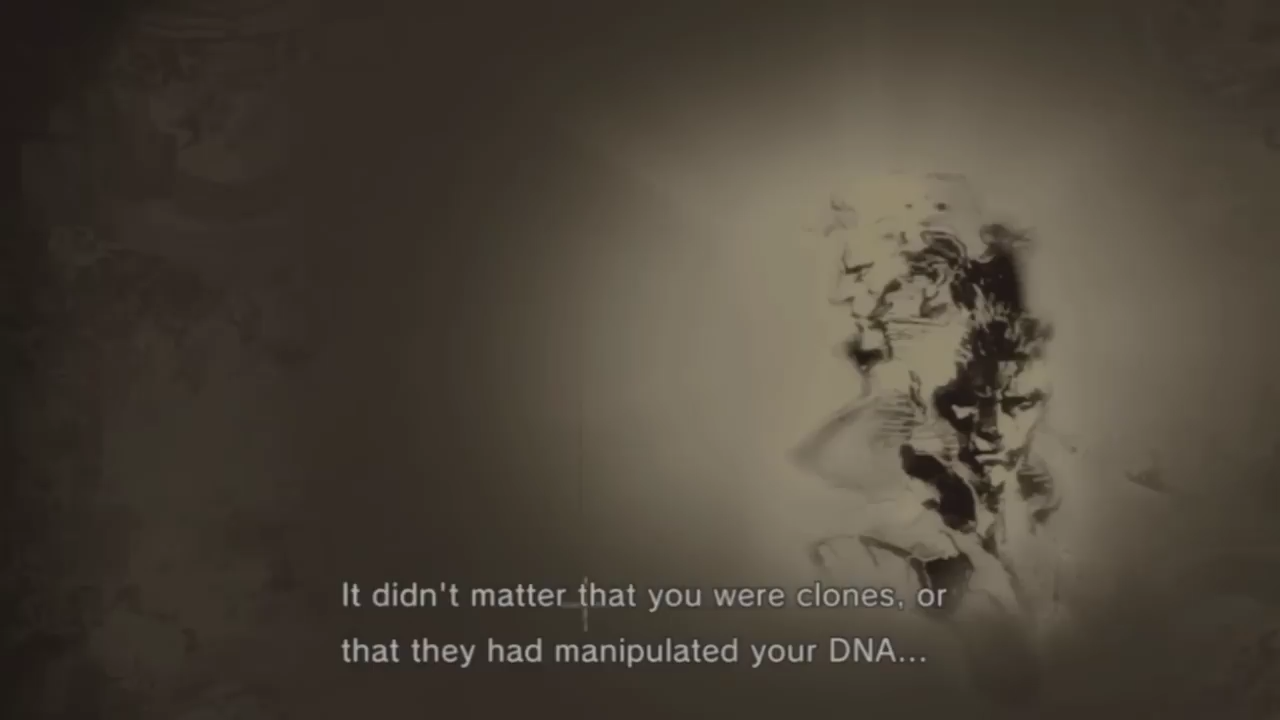 It didn't matter that you were clones, or
that they had manipulated your DNA...